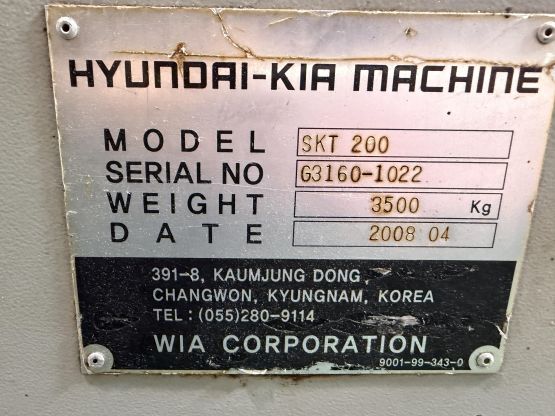 HYUNDAI-KIA MACHINE
MODEL SKT 200
SERIAL NO G3160-1022
WEIGHT 3500 Kg
DATE 2008 04
391-8, KAUMJUNG DONG,
CHANGWON, KYUNGNAM, KOREA
TEL : (055)280-9114
WIA CORPORATION
9001-99-343-0